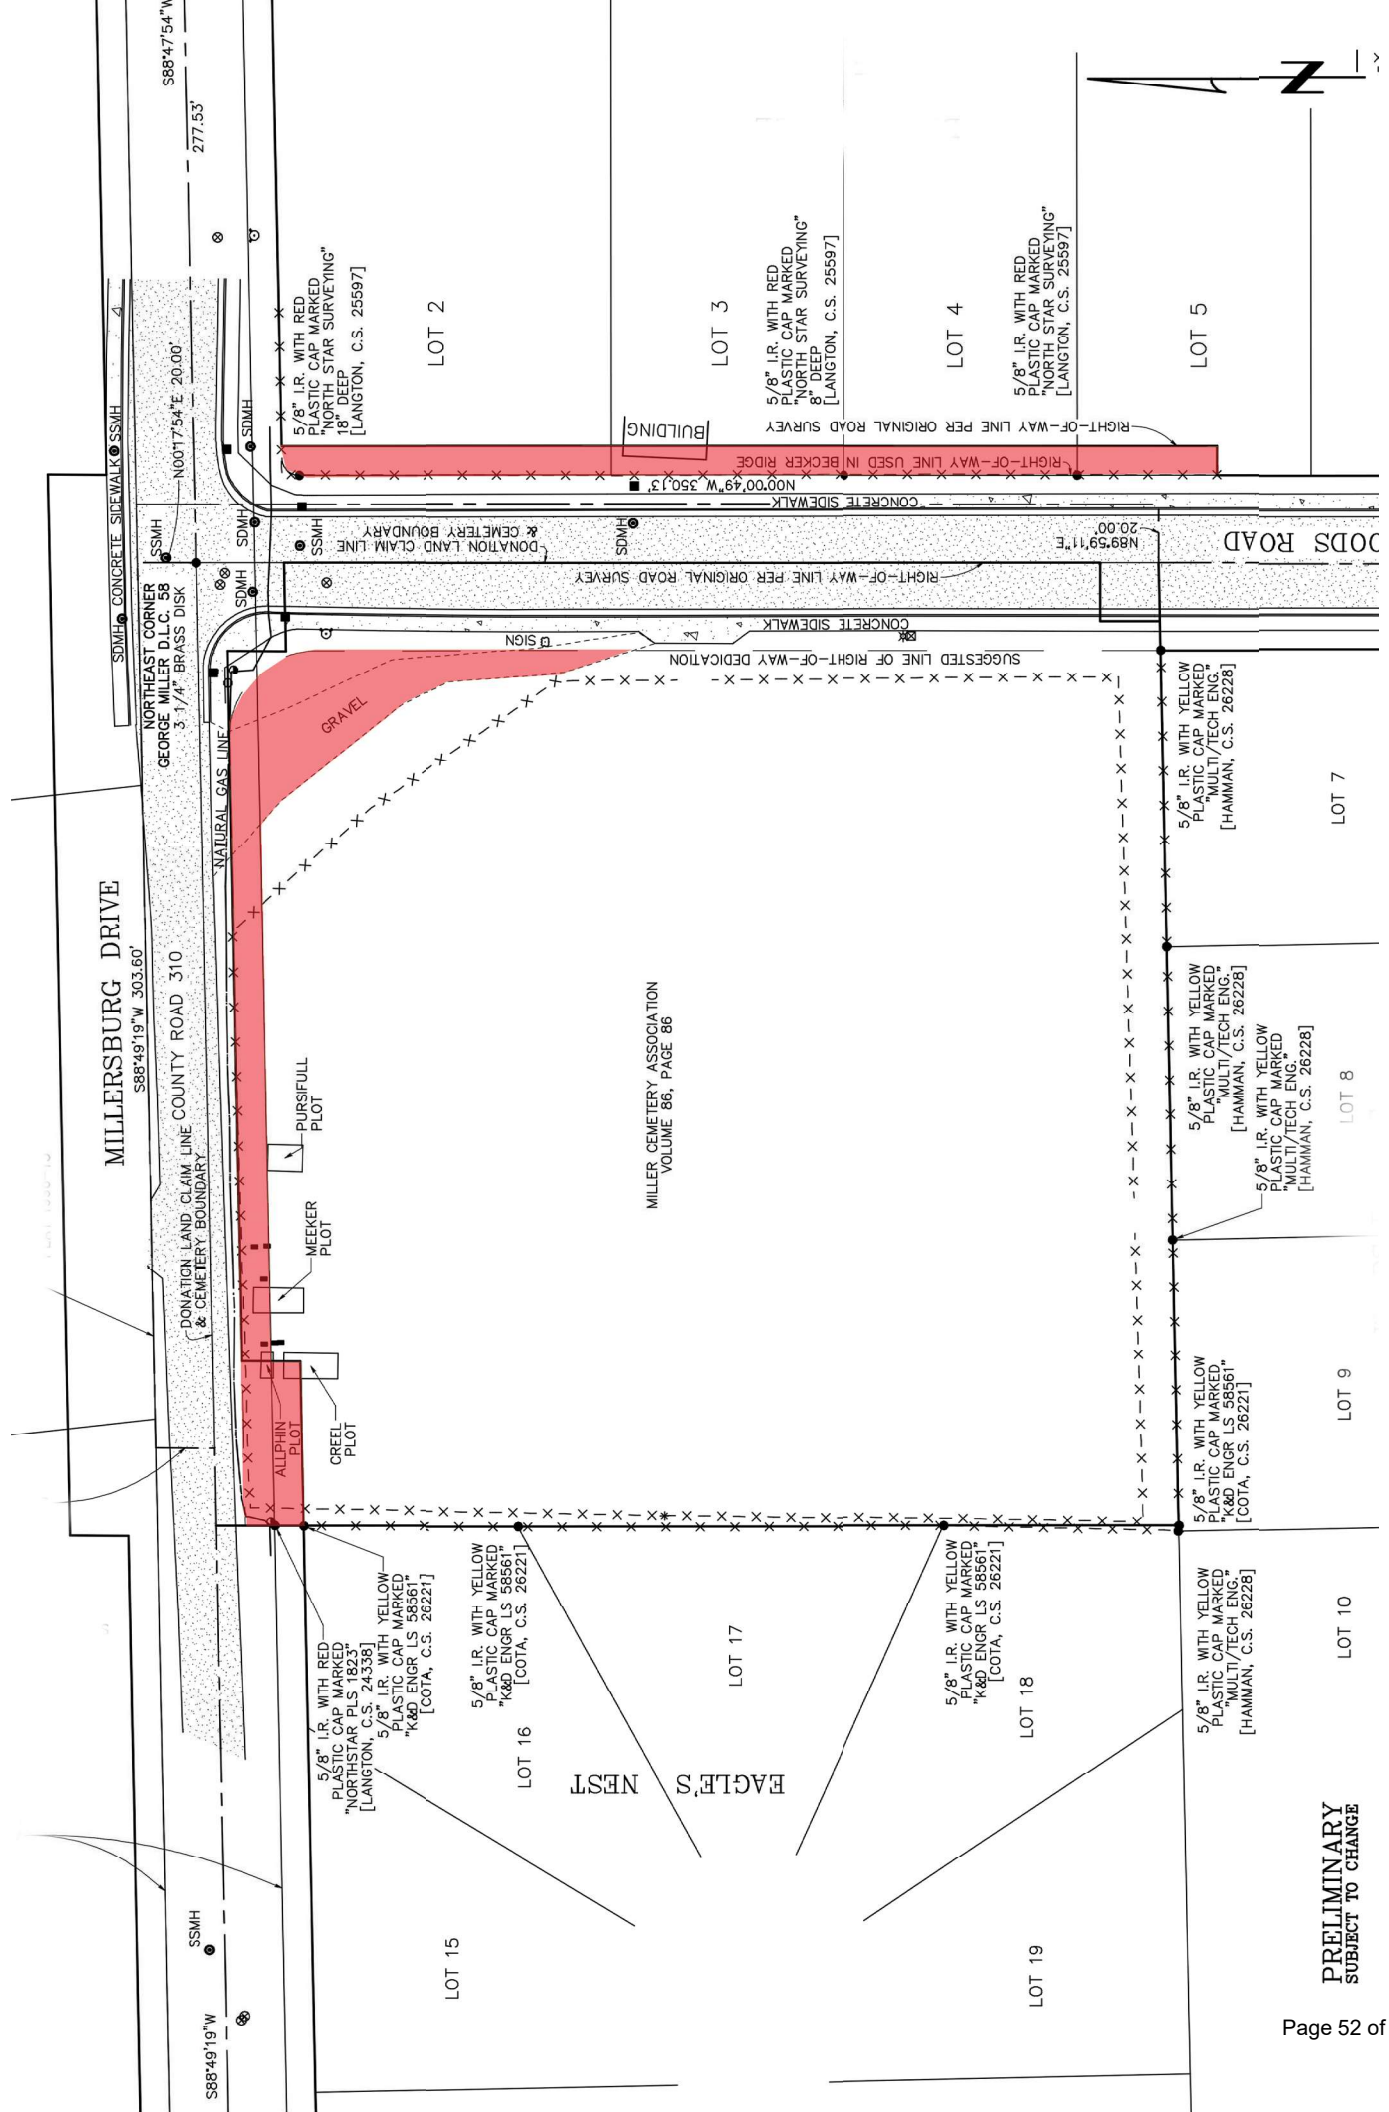 S88°47'54"W
277.53'
5/8" I.R. WITH RED
PLASTIC CAP MARKED
"NORTH STAR SURVEYING"
18" DEEP
[LANGTON, C.S. 25597]
LOT 2
LOT 3
5/8" I.R. WITH RED
PLASTIC CAP MARKED
"NORTH STAR SURVEYING"
8" DEEP
[LANGTON, C.S. 25597]
LOT 4
5/8" I.R. WITH RED
PLASTIC CAP MARKED
"NORTH STAR SURVEYING"
[LANGTON, C.S. 25597]
LOT 5
N
BUILDING
RIGHT-OF-WAY LINE PER ORIGINAL ROAD SURVEY
RIGHT-OF-WAY LINE USED IN BECKER RIDGE
N00°00'49"W 350.13'
CONCRETE SIDEWALK
SSMH
CONCRETE SIDEWALK
SDMH
N00°17'54"E 20.00'
SSMH
SDMH
SDMH
SSMH
SDMH
SDMH
DONATION LAND CLAIM LINE
& CEMETERY BOUNDARY
N89°59'11"E
20.00'
OODS ROAD
RIGHT-OF-WAY LINE PER ORIGINAL ROAD SURVEY
CONCRETE SIDEWALK
SIGN
SUGGESTED LINE OF RIGHT-OF-WAY DEDICATION
NORTHEAST CORNER
GEORGE MILLER D.L.C. 58
3 1/4" BRASS DISK
GRAVEL
NATURAL GAS LINE
MILLERSBURG DRIVE
S88°49'19"W 303.60'
COUNTY ROAD 310
DONATION LAND CLAIM LINE
& CEMETERY BOUNDARY
PURSIFULL
PLOT
MEEKER
PLOT
CREEL
PLOT
ALLPHIN
PLOT
MILLER CEMETERY ASSOCIATION
VOLUME 86, PAGE 86
5/8" I.R. WITH YELLOW
PLASTIC CAP MARKED
"MULTI/TECH ENG."
[HAMMAN, C.S. 26228]
LOT 7
5/8" I.R. WITH YELLOW
PLASTIC CAP MARKED
"MULTI/TECH ENG."
[HAMMAN, C.S. 26228]
5/8" I.R. WITH YELLOW
PLASTIC CAP MARKED
"MULTI/TECH ENG."
[HAMMAN, C.S. 26228]
LOT 8
5/8" I.R. WITH YELLOW
PLASTIC CAP MARKED
"K&D ENGR LS 58561"
[COTA, C.S. 26221]
LOT 9
5/8" I.R. WITH RED
PLASTIC CAP MARKED
"NORTHSTAR PLS 1823"
[LANGTON, C.S. 24338]
5/8" I.R. WITH YELLOW
PLASTIC CAP MARKED
"K&D ENGR LS 58561"
[COTA, C.S. 26221]
5/8" I.R. WITH YELLOW
PLASTIC CAP MARKED
"K&D ENGR LS 58561"
[COTA, C.S. 26221]
5/8" I.R. WITH YELLOW
PLASTIC CAP MARKED
"K&D ENGR LS 58561"
[COTA, C.S. 26221]
5/8" I.R. WITH YELLOW
PLASTIC CAP MARKED
"MULTI/TECH ENG."
[HAMMAN, C.S. 26228]
LOT 10
LOT 16
LOT 17
LOT 18
EAGLE'S NEST
LOT 15
LOT 19
SSMH
S88°49'19"W
PRELIMINARY
SUBJECT TO CHANGE
Page 52 of